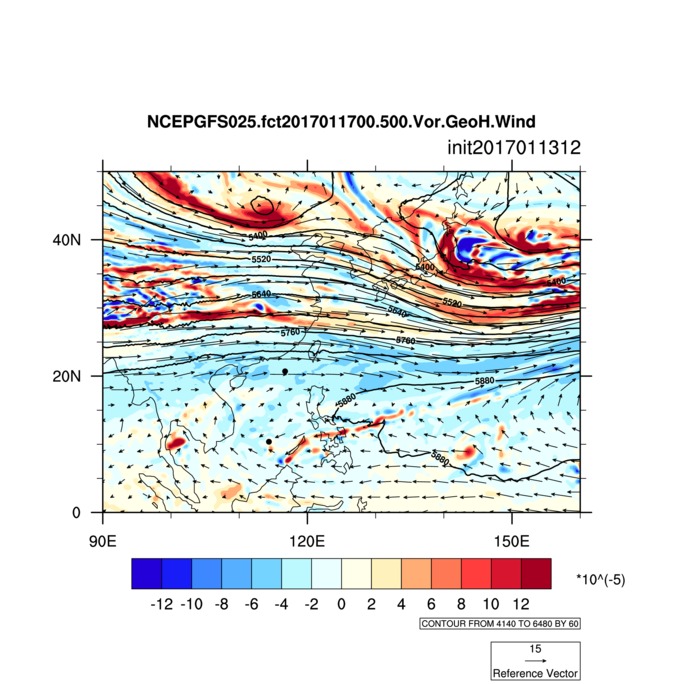 NCEPGFS025.fct2017011700.500.Vor.GeoH.Wind
init2017011312
5400
40N
5520
5400
5400
5640
5520
5640
5760
5760
20N
5880
5880
5880
0
90E 120E 150E
-12 -10 -8 -6 -4 -2 0 2 4 6 8 10 12
*10^(-5)
CONTOUR FROM 4140 TO 6480 BY 60
15
Reference Vector